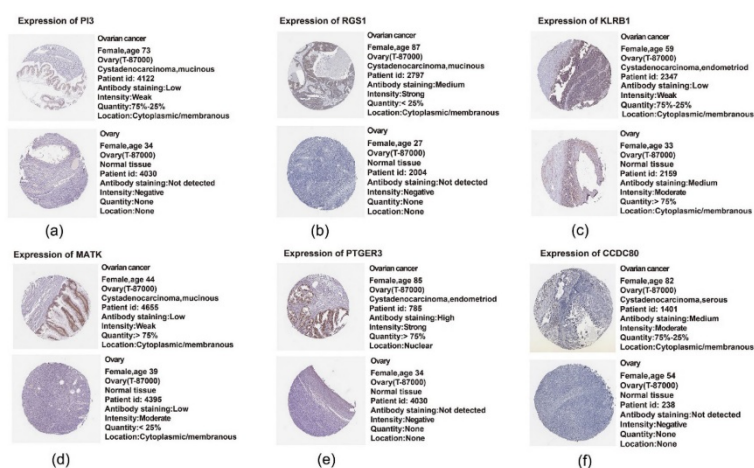 Expression of PI3
Ovarian cancer
Female,age 73
Ovary(T-87000)
Cystadenocarcinoma,mucinous
Patient id: 4122
Antibody staining:Low
Intensity:Weak
Quantity:75%-25%
Location:Cytoplasmic/membranous
Ovary
Female,age 34
Ovary(T-87000)
Normal tissue
Patient id: 4030
Antibody staining:Not detected
Intensity:Negative
Quantity:None
Location:None
(a)
Expression of RGS1
Ovarian cancer
Female,age 87
Ovary(T-87000)
Cystadenocarcinoma,mucinous
Patient id: 2797
Antibody staining:Medium
Intensity:Strong
Quantity:< 25%
Location:Cytoplasmic/membranous
Ovary
Female,age 27
Ovary(T-87000)
Normal tissue
Patient id: 2004
Antibody staining:Not detected
Intensity:Negative
Quantity:None
Location:None
(b)
Expression of KLRB1
Ovarian cancer
Female,age 59
Ovary(T-87000)
Cystadenocarcinoma,endometriod
Patient id: 2347
Antibody staining:Low
Intensity:Weak
Quantity:75%-25%
Location:Cytoplasmic/membranous
Ovary
Female,age 33
Ovary(T-87000)
Normal tissue
Patient id: 2159
Antibody staining:Medium
Intensity:Moderate
Quantity:> 75%
Location:Cytoplasmic/membranous
(c)
Expression of MATK
Ovarian cancer
Female,age 44
Ovary(T-87000)
Cystadenocarcinoma,mucinous
Patient id: 4655
Antibody staining:Low
Intensity:Weak
Quantity:> 75%
Location:Cytoplasmic/membranous
Ovary
Female,age 39
Ovary(T-87000)
Normal tissue
Patient id: 4395
Antibody staining:Low
Intensity:Moderate
Quantity:< 25%
Location:Cytoplasmic/membranous
(d)
Expression of PTGER3
Ovarian cancer
Female,age 85
Ovary(T-87000)
Cystadenocarcinoma,endometriod
Patient id: 785
Antibody staining:High
Intensity:Strong
Quantity:> 75%
Location:Nuclear
Ovary
Female,age 34
Ovary(T-87000)
Normal tissue
Patient id: 4030
Antibody staining:Not detected
Intensity:Negative
Quantity:None
Location:None
(e)
Expression of CCDC80
Ovarian cancer
Female,age 82
Ovary(T-87000)
Cystadenocarcinoma,serous
Patient id: 1401
Antibody staining:Medium
Intensity:Moderate
Quantity:75%-25%
Location:Cytoplasmic/membranous
Ovary
Female,age 54
Ovary(T-87000)
Normal tissue
Patient id: 238
Antibody staining:Not detected
Intensity:Negative
Quantity:None
Location:None
(f)